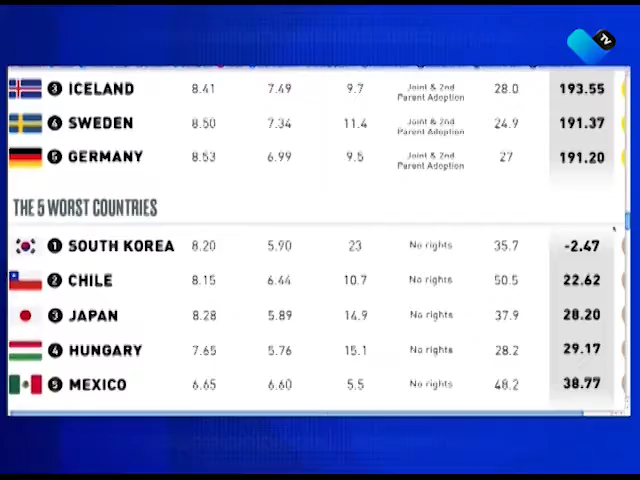 TV
3 ICELAND 8.41 7.49 9.7 Joint & 2nd Parent Adoption 28.0 193.55
4 SWEDEN 8.50 7.34 11.4 Joint & 2nd Parent Adoption 24.9 191.37
5 GERMANY 8.53 6.99 9.5 Joint & 2nd Parent Adoption 27 191.20
THE 5 WORST COUNTRIES
1 SOUTH KOREA 8.20 5.90 23 No rights 35.7 -2.47
2 CHILE 8.15 6.44 10.7 No rights 50.5 22.62
3 JAPAN 8.28 5.89 14.9 No rights 37.9 28.20
4 HUNGARY 7.65 5.76 15.1 No rights 28.2 29.17
5 MEXICO 6.65 6.60 5.5 No rights 48.2 38.77